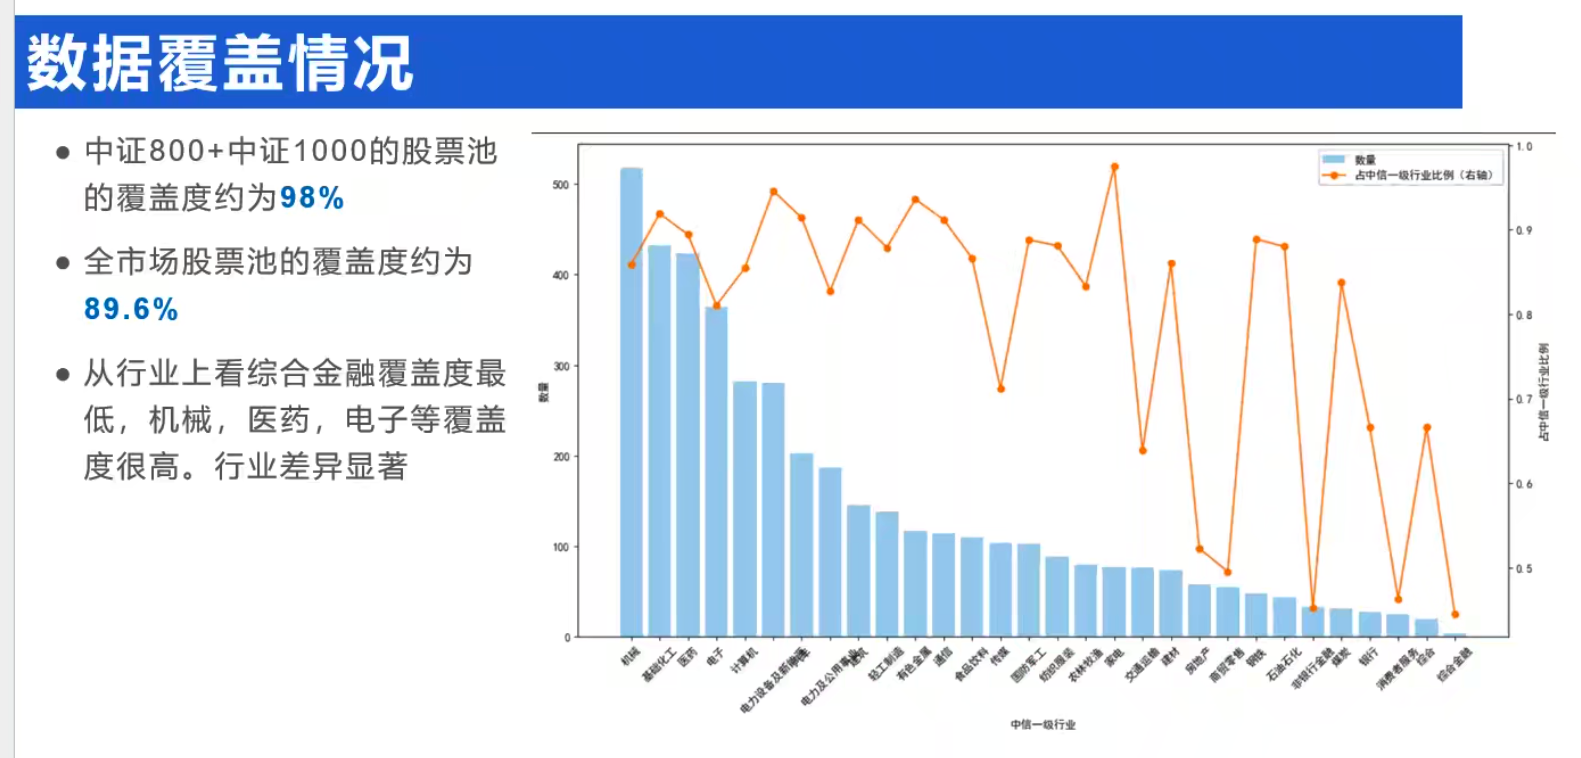 数据覆盖情况
● 中证800+中证1000的股票池
的覆盖度约为98%
● 全市场股票池的覆盖度约为
89.6%
● 从行业上看综合金融覆盖度最
低，机械，医药，电子等覆盖
度很高。行业差异显著
数量
占中信一级行业比例（右轴）
500
400
300
200
100
0
数量
1.0
0.9
0.8
0.7
0.6
0.5
占中信一级行业比例
机械
基础化工
医药
电子
计算机
电力设备及新能源
电力及公用事业
建筑
轻工制造
有色金属
通信
食品饮料
传媒
国防军工
纺织服装
农林牧渔
家电
交通运输
建材
房地产
商贸零售
钢铁
石油石化
非银行金融
煤炭
银行
消费者服务
综合
综合金融
中信一级行业